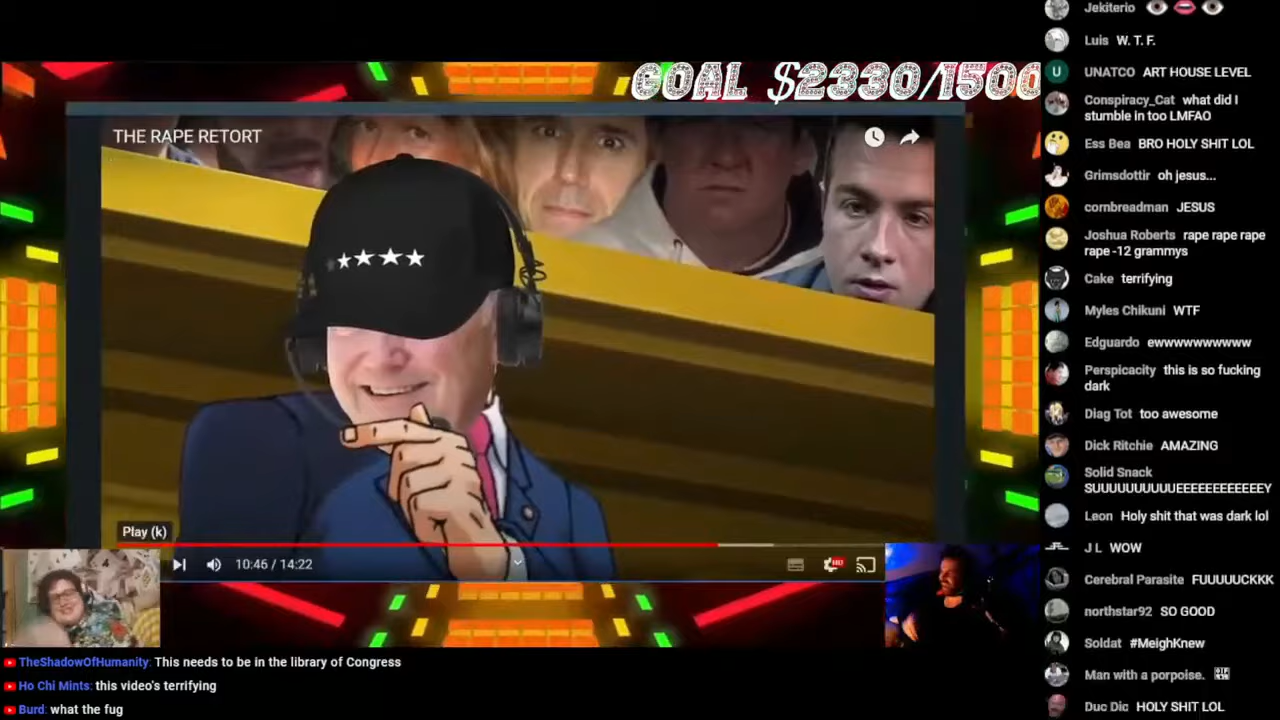 GOAL $2330/1500
THE RAPE RETORT
Play (k)
10:46 / 14:22
HD
TheShadowOfHumanity: This needs to be in the library of Congress
Ho Chi Mints: this video's terrifying
Burd: what the fug
Jekiterio 👁️ 👄 👁️
Luis W. T. F.
U
UNATCO ART HOUSE LEVEL
Conspiracy_Cat what did I
stumble in too LMFAO
Ess Bea BRO HOLY SHIT LOL
Grimsdottir oh jesus...
cornbreadman JESUS
Joshua Roberts rape rape rape
rape -12 grammys
Cake terrifying
Myles Chikuni WTF
Edguardo ewwwwwwwwww
Perspicacity this is so fucking
dark
Diag Tot too awesome
Dick Ritchie AMAZING
Solid Snack
SUUUUUUUUUEEEEEEEEEEEY
Leon Holy shit that was dark lol
J L WOW
Cerebral Parasite FUUUUUCKKK
northstar92 SO GOOD
Soldat #MeighKnew
Man with a porpoise.
Duc Dic HOLY SHIT LOL